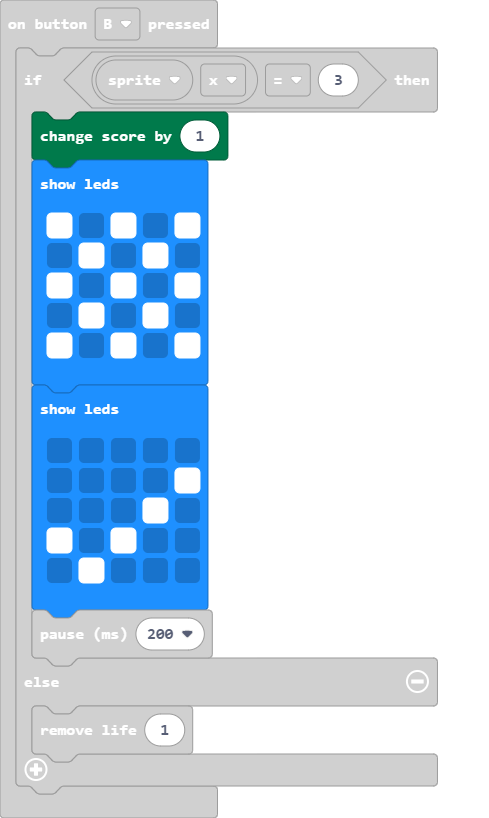 on button B pressed
if sprite x = 3 then
change score by 1
show leds
show leds
pause (ms) 200
else
remove life 1